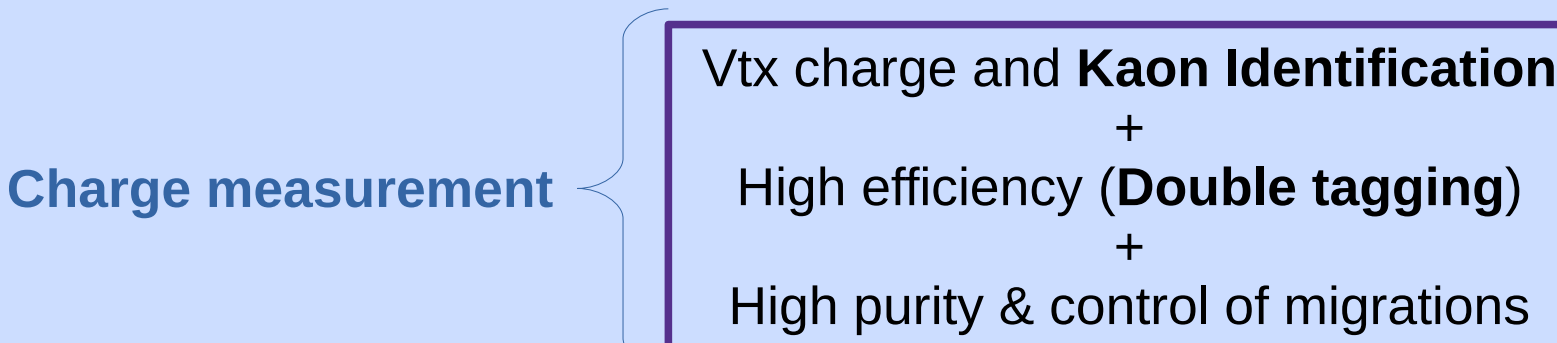 Vtx charge and Kaon Identification
+
Charge measurement
High efficiency (Double tagging)
+
High purity & control of migrations